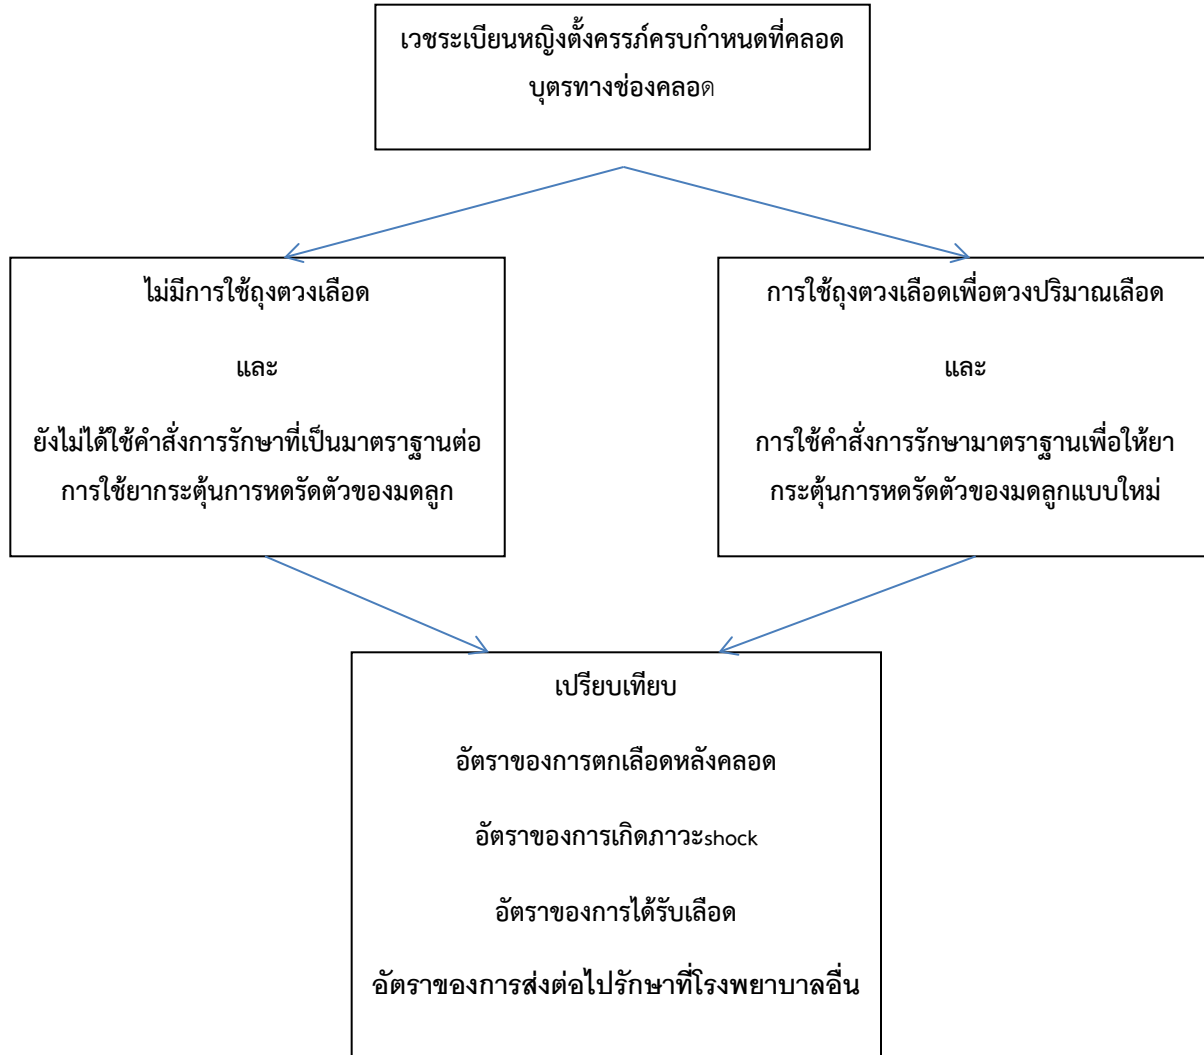 เวชระเบียนหญิงตั้งครรภ์ครบกำหนดที่คลอด
บุตรทางช่องคลอด
ไม่มีการใช้ถุงตวงเลือด
และ
ยังไม่ได้ใช้คำสั่งการรักษาที่เป็นมาตราฐานต่อ
การใช้ยากระตุ้นการหดรัดตัวของมดลูก
การใช้ถุงตวงเลือดเพื่อตวงปริมาณเลือด
และ
การใช้คำสั่งการรักษามาตราฐานเพื่อให้ยา
กระตุ้นการหดรัดตัวของมดลูกแบบใหม่
เปรียบเทียบ
อัตราของการตกเลือดหลังคลอด
อัตราของการเกิดภาวะshock
อัตราของการได้รับเลือด
อัตราของการส่งต่อไปรักษาที่โรงพยาบาลอื่น